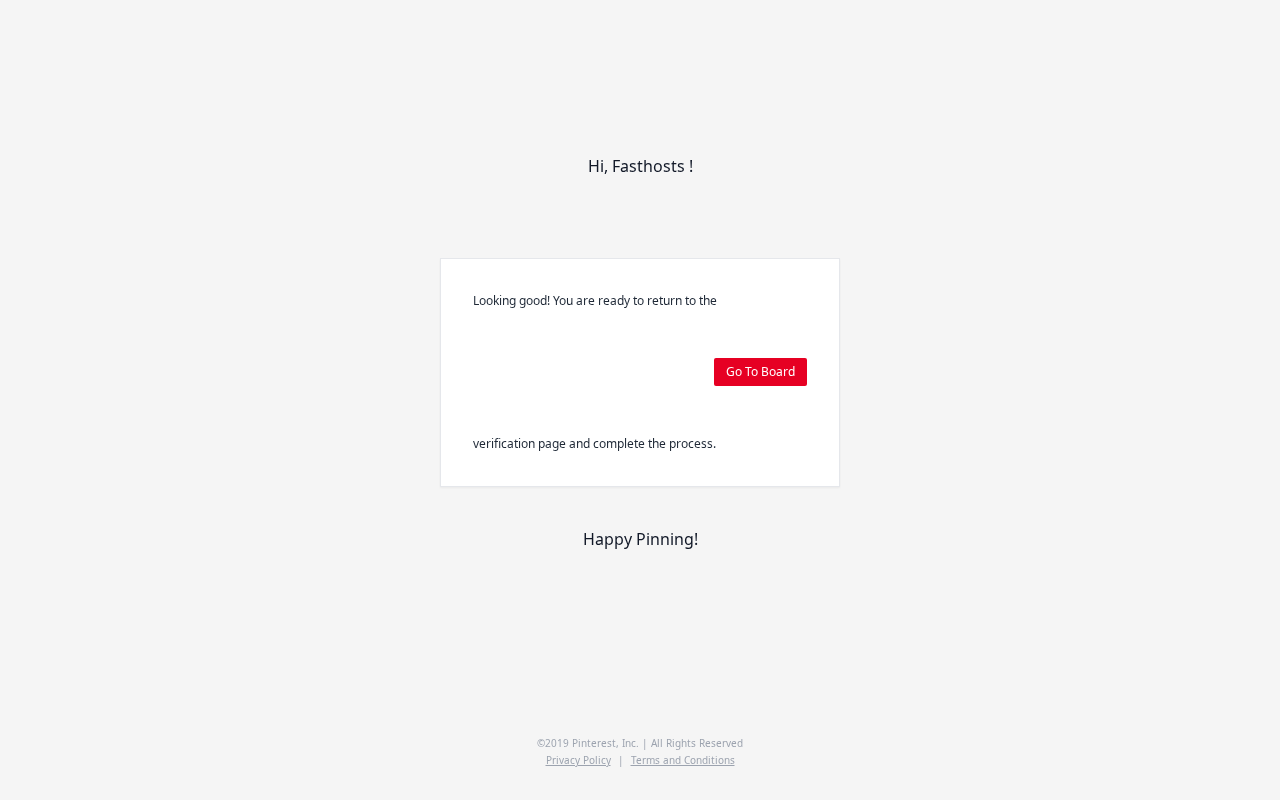 Hi, Fasthosts !
Looking good! You are ready to return to the
Go To Board
verification page and complete the process.
Happy Pinning!
©2019 Pinterest, Inc. | All Rights Reserved
Privacy Policy | Terms and Conditions